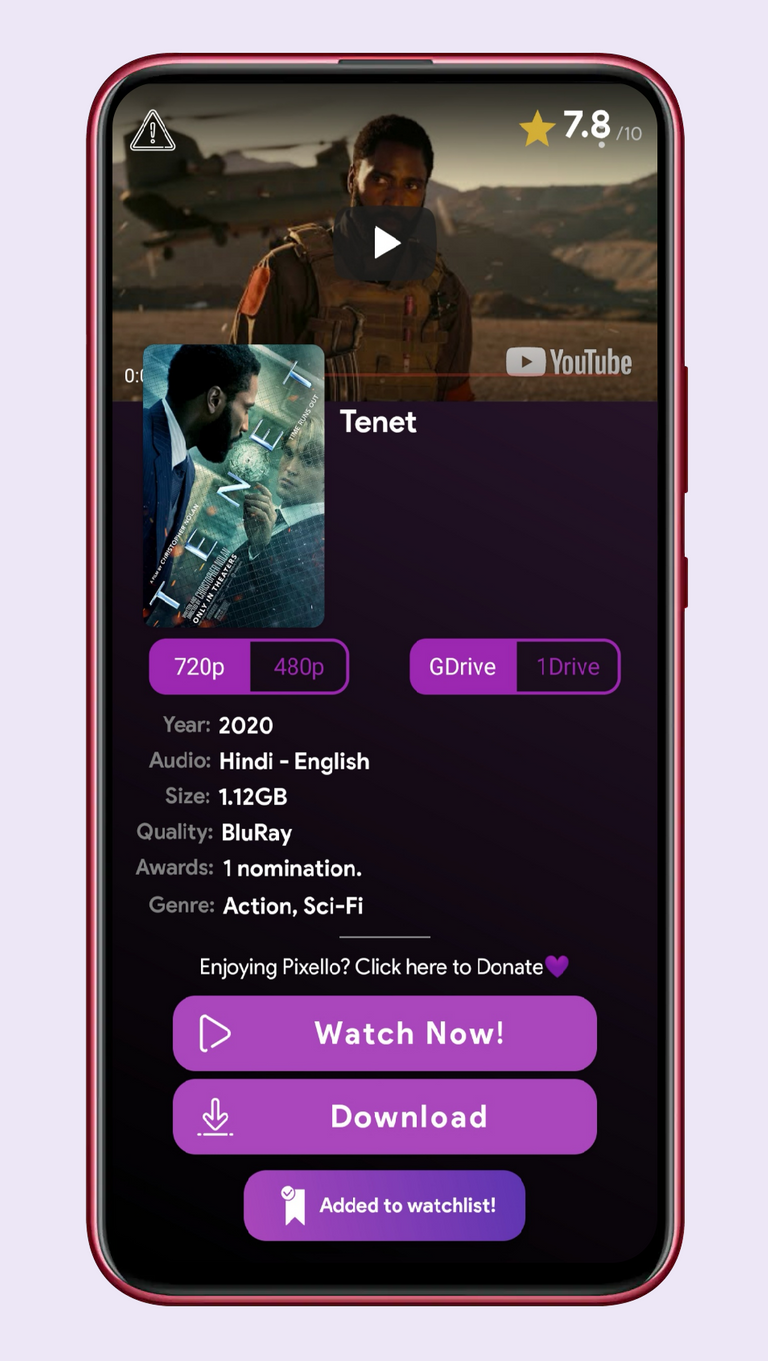 7.8 /10
YouTube
0:
Tenet
TENET
TIME RUNS OUT
A FILM BY CHRISTOPHER NOLAN
CHRISTOPHER NOLAN
ONLY IN THEATERS
720p 480p GDrive 1Drive
Year: 2020
Audio: Hindi - English
Size: 1.12GB
Quality: BluRay
Awards: 1 nomination.
Genre: Action, Sci-Fi
Enjoying Pixello? Click here to Donate💜
Watch Now!
Download
Added to watchlist!